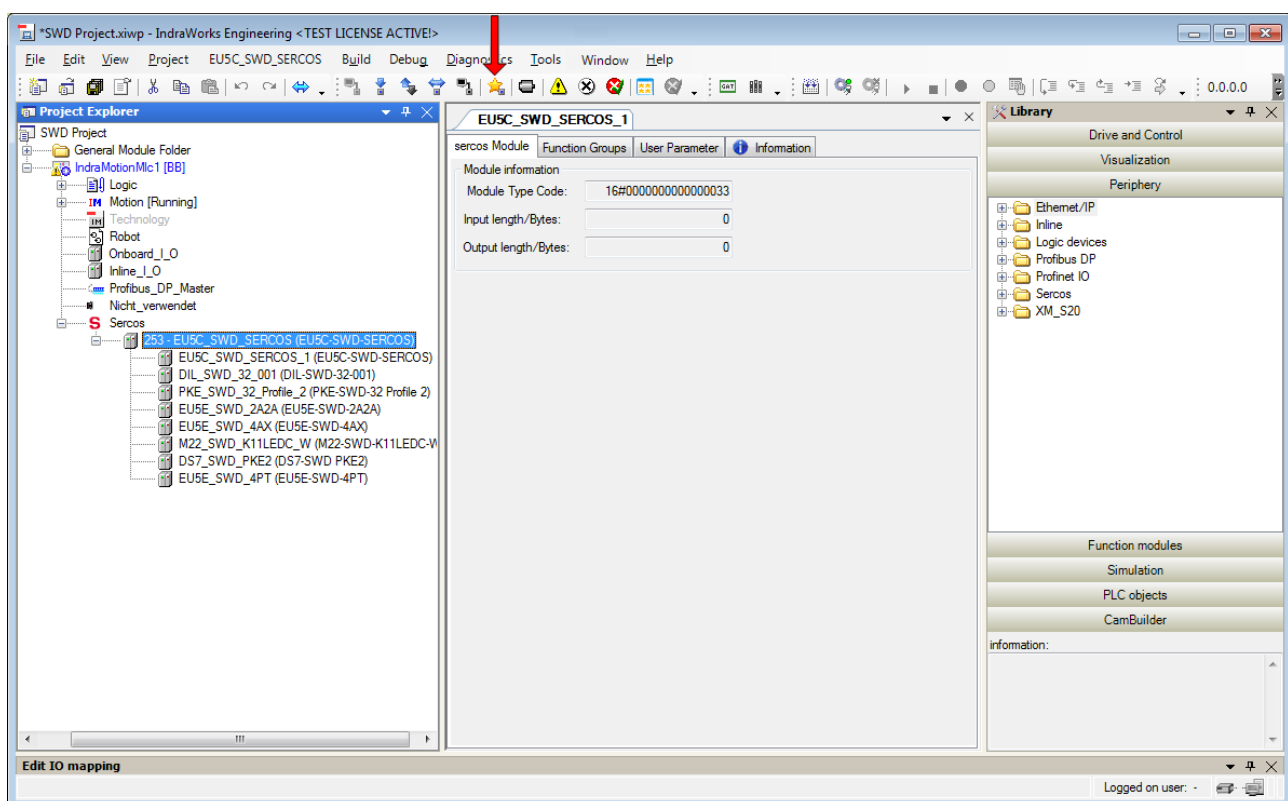 *SWD Project.xiwp - IndraWorks Engineering <TEST LICENSE ACTIVE!>
File Edit View Project EU5C_SWD_SERCOS Build Debug Diagnostics Tools Window Help
0.0.0.0
Project Explorer
SWD Project
General Module Folder
IndraMotionMlc1 [BB]
Logic
IM Motion [Running]
IM Technology
Robot
Onboard_I_O
Inline_I_O
Profibus_DP_Master
Nicht_verwendet
S Sercos
253 - EU5C_SWD_SERCOS (EU5C-SWD-SERCOS)
EU5C_SWD_SERCOS_1 (EU5C-SWD-SERCOS)
DIL_SWD_32_001 (DIL-SWD-32-001)
PKE_SWD_32_Profile_2 (PKE-SWD-32 Profile 2)
EU5E_SWD_2A2A (EU5E-SWD-2A2A)
EU5E_SWD_4AX (EU5E-SWD-4AX)
M22_SWD_K11LEDC_W (M22-SWD-K11LEDC-W
DS7_SWD_PKE2 (DS7-SWD PKE2)
EU5E_SWD_4PT (EU5E-SWD-4PT)
EU5C_SWD_SERCOS_1
sercos Module Function Groups User Parameter Information
Module information
Module Type Code: 16#0000000000000033
Input length/Bytes: 0
Output length/Bytes: 0
Library
Drive and Control
Visualization
Periphery
Ethernet/IP
Inline
Logic devices
Profibus DP
Profinet IO
Sercos
XM_S20
Function modules
Simulation
PLC objects
CamBuilder
information:
Edit IO mapping
Logged on user: -